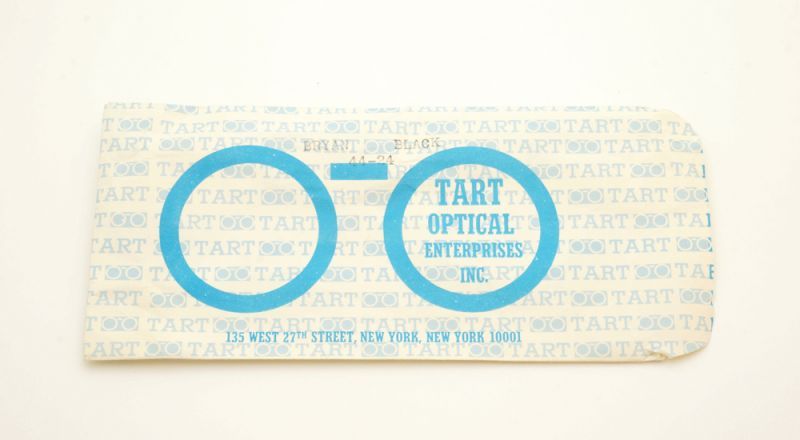 BRYAN BLACK
44-24
TART
OPTICAL
ENTERPRISES
INC.
135 WEST 27TH STREET, NEW YORK, NEW YORK 10001